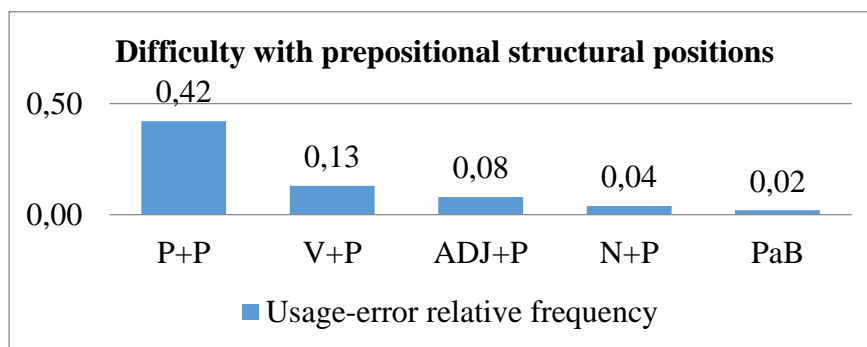 Difficulty with prepositional structural positions
0,50
0,42
0,13
0,08
0,04
0,02
0,00
P+P V+P ADJ+P N+P PaB
Usage-error relative frequency